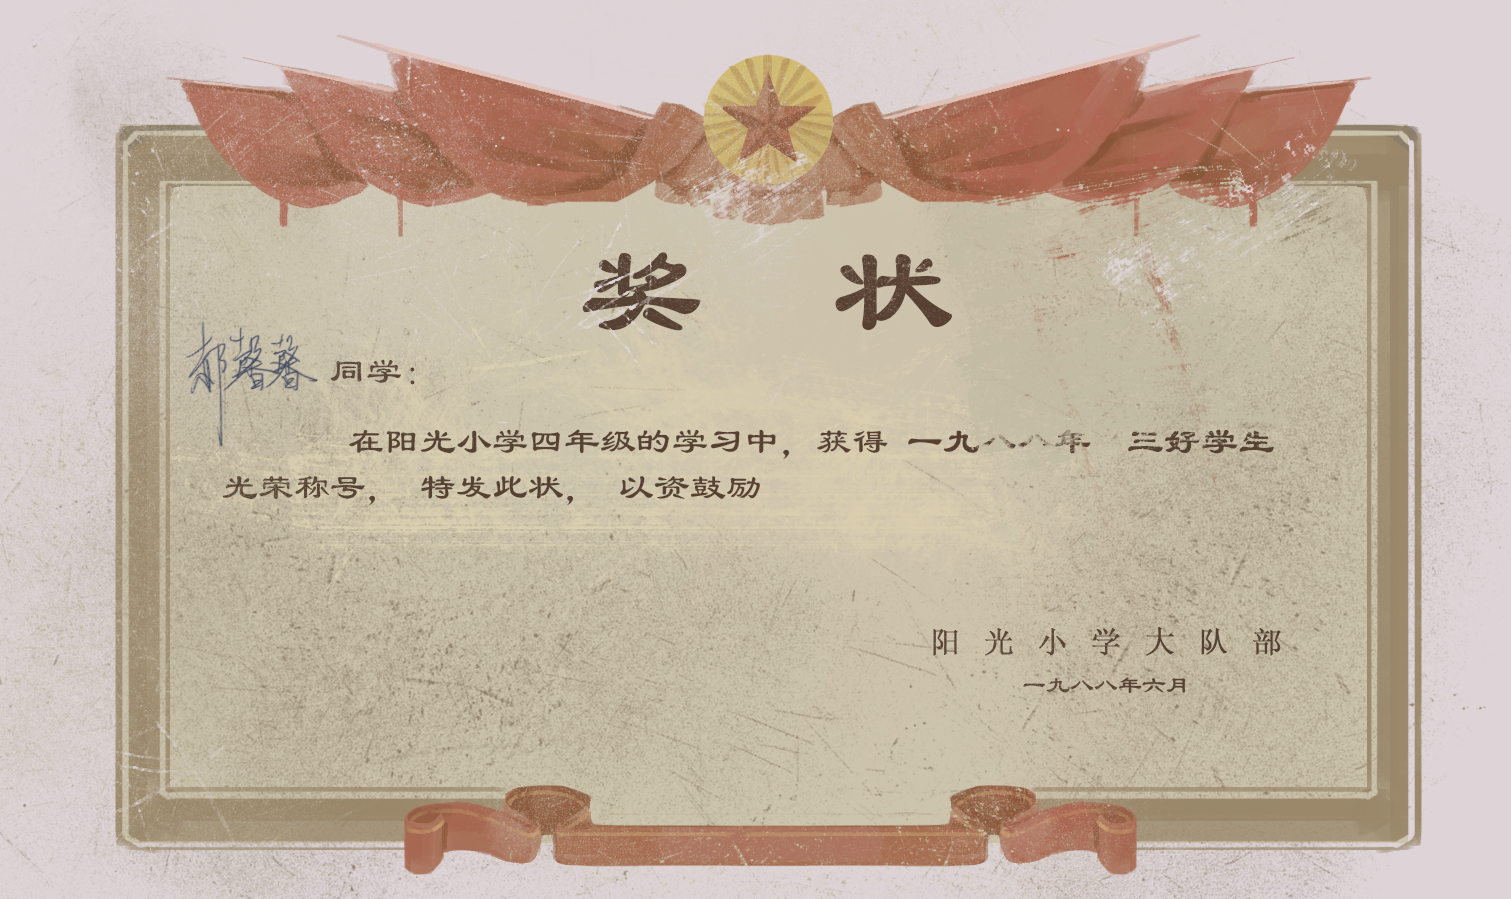 奖 状
郝馨馨 同学：
在阳光小学四年级的学习中，获得 一九八八年 三好学生
光荣称号， 特发此状， 以资鼓励
阳光小学大队部
一九八八年六月